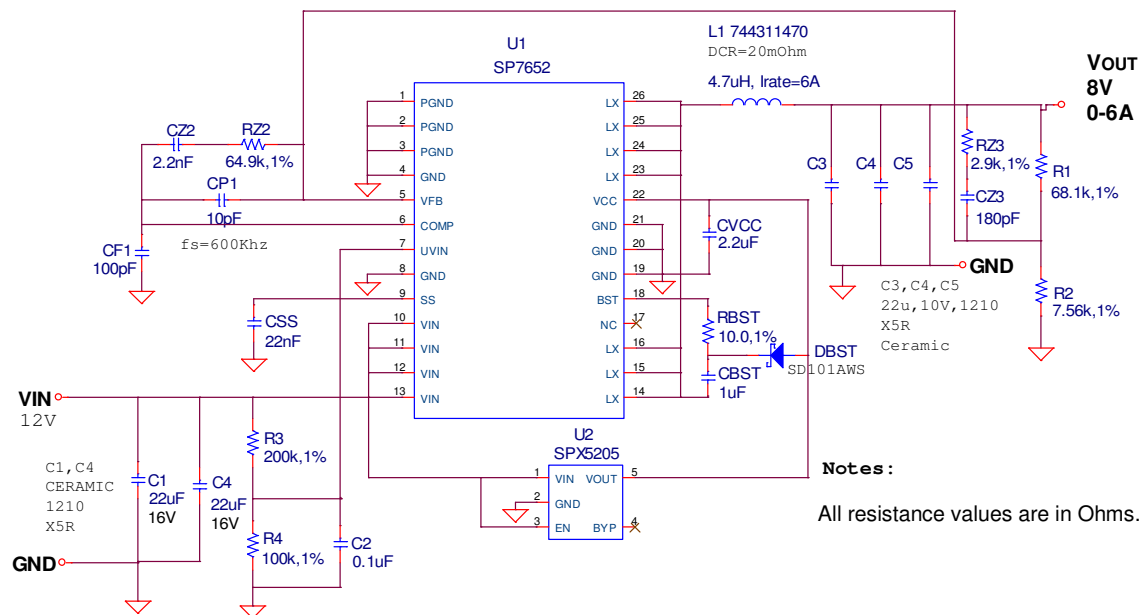 U1
SP7652
L1 744311470
DCR=20mOhm
4.7uH, Irate=6A
VOUT
8V
0-6A
1 PGND
2 PGND
3 PGND
4 GND
5 VFB
6 COMP
7 UVIN
8 GND
9 SS
10 VIN
11 VIN
12 VIN
13 VIN
LX 26
LX 25
LX 24
LX 23
VCC 22
GND 21
GND 20
GND 19
BST 18
NC 17
LX 16
LX 15
LX 14
CZ2
2.2nF
RZ2
64.9k,1%
CP1
10pF
fs=600Khz
CF1
100pF
CSS
22nF
CVCC
2.2uF
RBST
10.0,1%
CBST
1uF
DBST
SD101AWS
C3
C4
C5
RZ3
2.9k,1%
CZ3
180pF
R1
68.1k,1%
R2
7.56k,1%
GND
C3,C4,C5
22u,10V,1210
X5R
Ceramic
VIN
12V
C1,C4
CERAMIC
1210
X5R
C1
22uF
16V
C4
22uF
16V
R3
200k,1%
R4
100k,1%
C2
0.1uF
GND
U2
SPX5205
1 VIN VOUT 5
2 GND
3 EN BYP 4
Notes:
All resistance values are in Ohms.